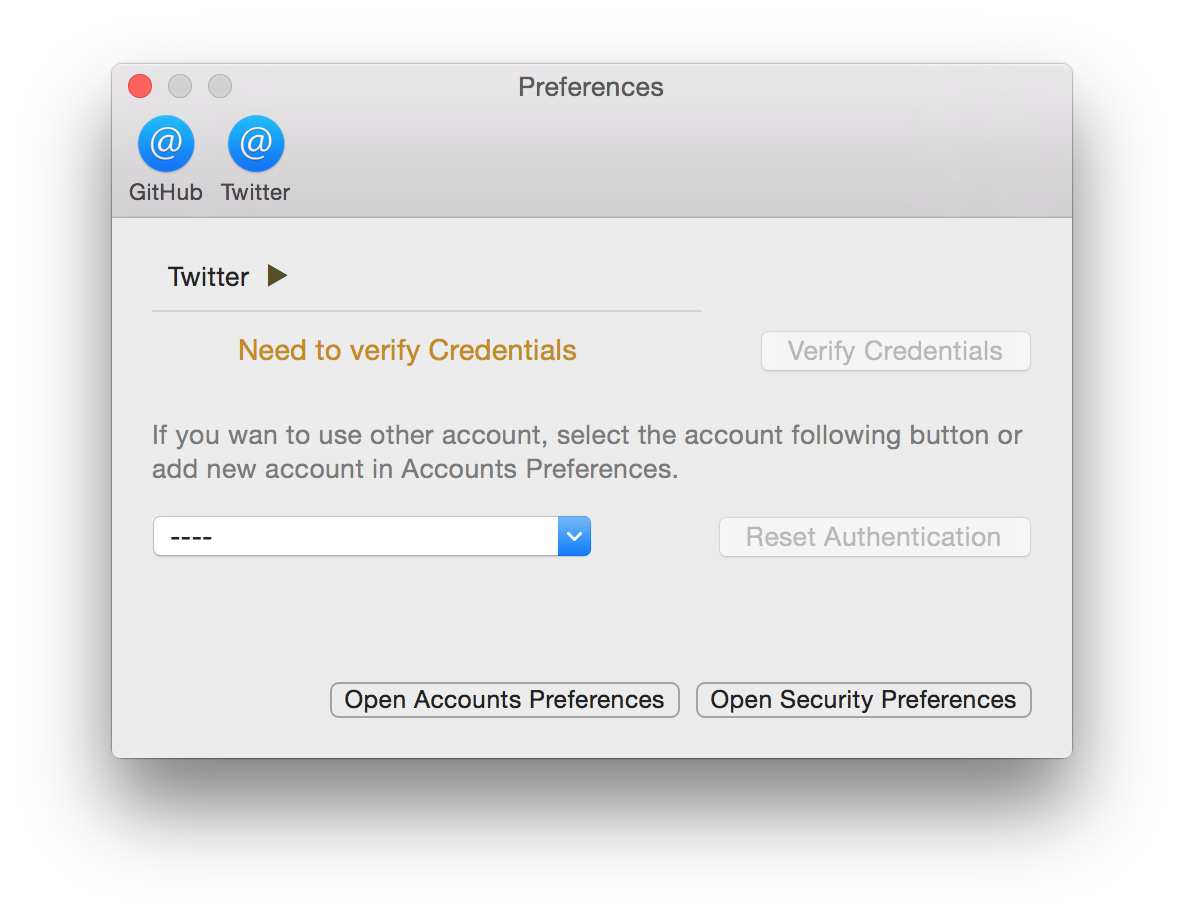 Preferences
@ @
GitHub Twitter
Twitter
Need to verify Credentials
Verify Credentials
If you wan to use other account, select the account following button or
add new account in Accounts Preferences.
----
Reset Authentication
Open Accounts Preferences
Open Security Preferences